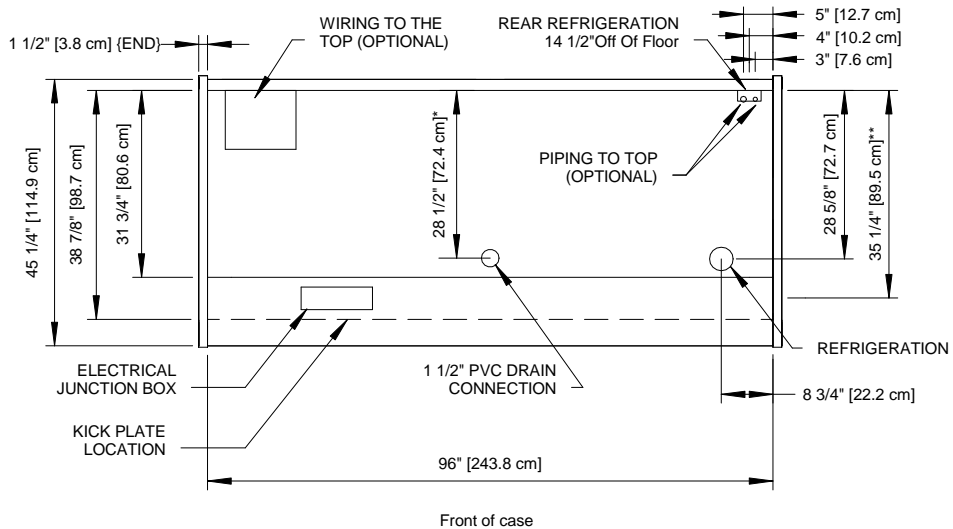 WIRING TO THE
TOP (OPTIONAL)
REAR REFRIGERATION
14 1/2"Off Of Floor
5" [12.7 cm]
4" [10.2 cm]
3" [7.6 cm]
1 1/2" [3.8 cm] {END}
45 1/4" [114.9 cm]
38 7/8" [98.7 cm]
31 3/4" [80.6 cm]
28 1/2" [72.4 cm]*
PIPING TO TOP
(OPTIONAL)
28 5/8" [72.7 cm]
35 1/4" [89.5 cm]**
ELECTRICAL
JUNCTION BOX
1 1/2" PVC DRAIN
CONNECTION
REFRIGERATION
8 3/4" [22.2 cm]
KICK PLATE
LOCATION
96" [243.8 cm]
Front of case